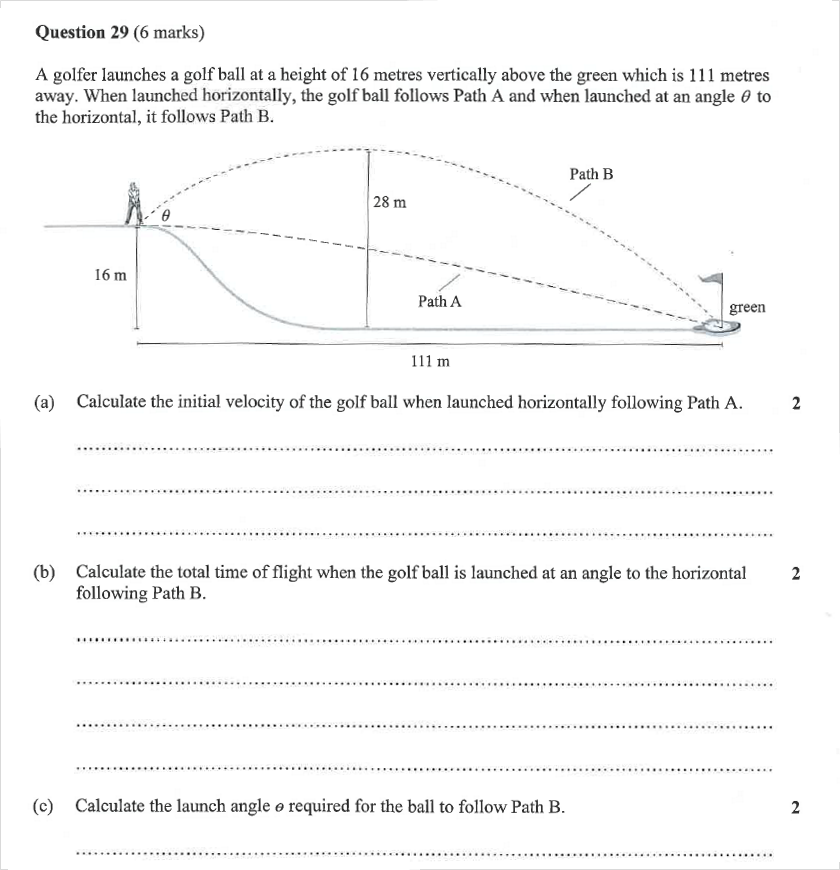 Question 29 (6 marks)
A golfer launches a golf ball at a height of 16 metres vertically above the green which is 111 metres
away. When launched horizontally, the golf ball follows Path A and when launched at an angle θ to
the horizontal, it follows Path B.
Path B
28 m
θ
16 m
Path A
green
111 m
(a) Calculate the initial velocity of the golf ball when launched horizontally following Path A. 2
(b) Calculate the total time of flight when the golf ball is launched at an angle to the horizontal 2
following Path B.
(c) Calculate the launch angle θ required for the ball to follow Path B. 2